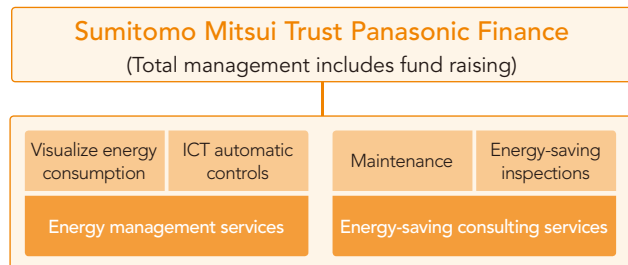 Sumitomo Mitsui Trust Panasonic Finance
(Total management includes fund raising)
Visualize energy
consumption
ICT automatic
controls
Maintenance
Energy-saving
inspections
Energy management services
Energy-saving consulting services